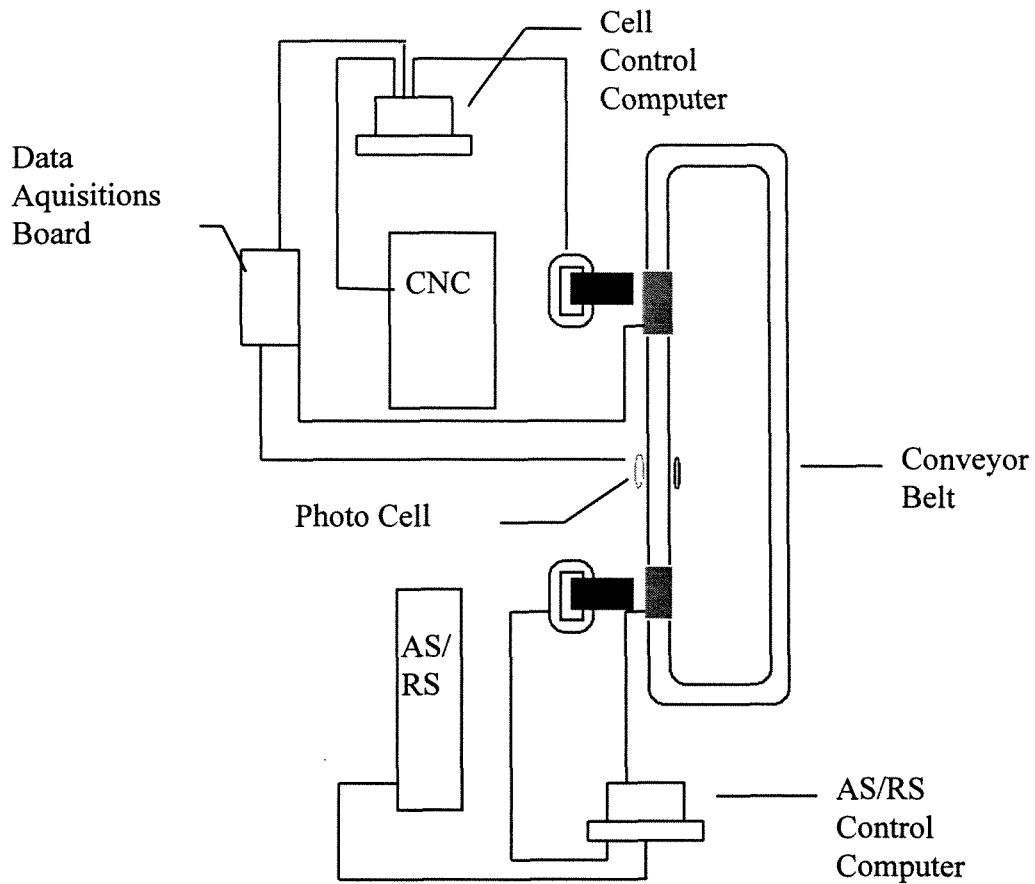 Cell
Control
Computer
Data
Aquisitions
Board
CNC
Conveyor
Belt
Photo Cell
AS/
RS
AS/RS
Control
Computer